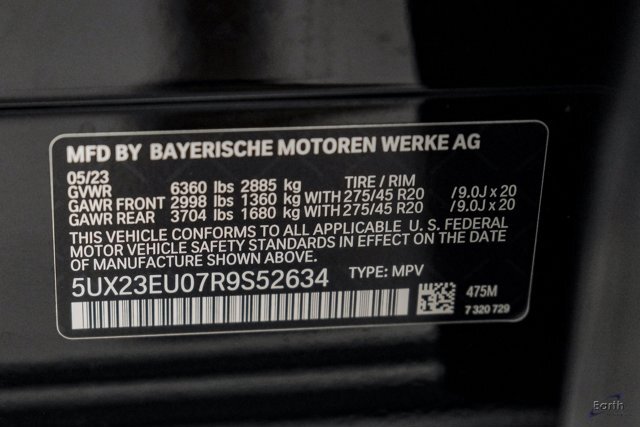 MFD BY BAYERISCHE MOTOREN WERKE AG
05/23 TIRE / RIM
GVWR 6360 lbs 2885 kg
GAWR FRONT 2998 lbs 1360 kg WITH 275/45 R20 /9.0J x 20
GAWR REAR 3704 lbs 1680 kg WITH 275/45 R20 /9.0J x 20
THIS VEHICLE CONFORMS TO ALL APPLICABLE U. S. FEDERAL
MOTOR VEHICLE SAFETY STANDARDS IN EFFECT ON THE DATE
OF MANUFACTURE SHOWN ABOVE.
5UX23EU07R9S52634 TYPE: MPV
475M
7 320 729
Earth